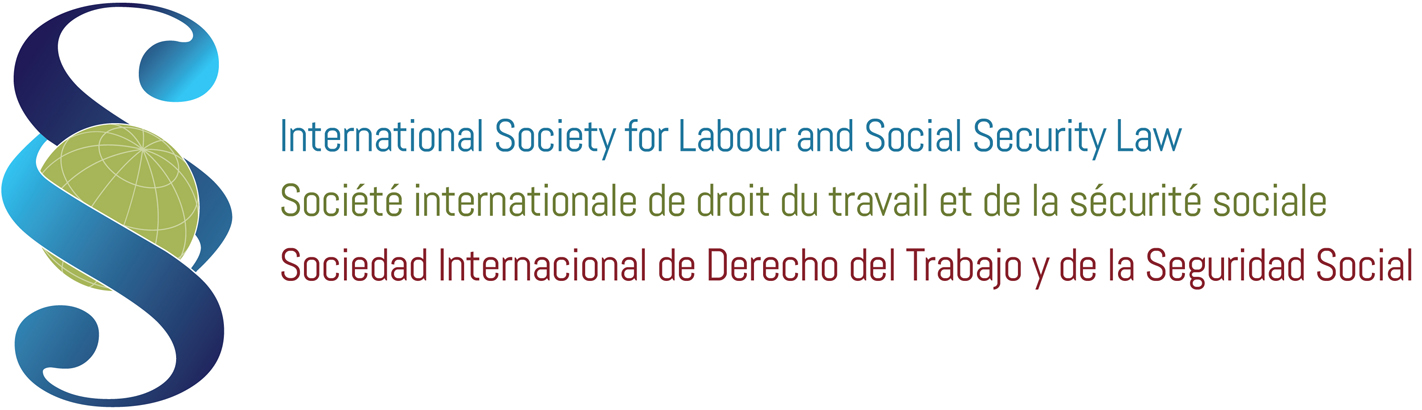 International Society for Labour and Social Security Law
Société internationale de droit du travail et de la sécurité sociale
Sociedad Internacional de Derecho del Trabajo y de la Seguridad Social